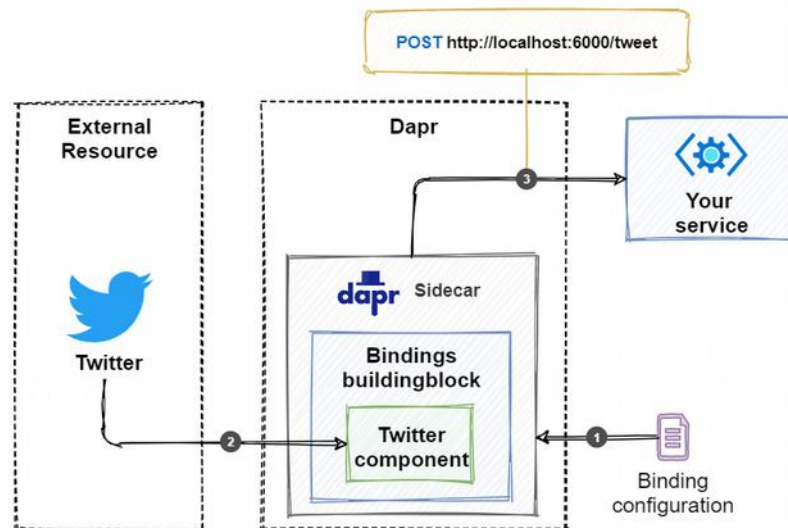 POST http://localhost:6000/tweet
External
Resource
Dapr
3
Your
service
dapr Sidecar
Twitter
Bindings
buildingblock
2
Twitter
component
1
Binding
configuration